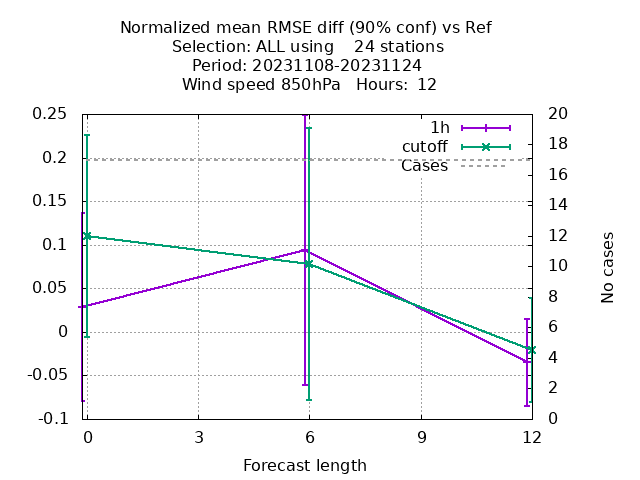 Normalized mean RMSE diff (90% conf) vs Ref
Selection: ALL using    24 stations
Period: 20231108-20231124
Wind speed 850hPa   Hours:  12
0.25
0.2
0.15
0.1
0.05
0
-0.05
-0.1
20
18
16
14
12
10
8
6
4
2
0
1h
cutoff
Cases
No cases
0
3
6
9
12
Forecast length